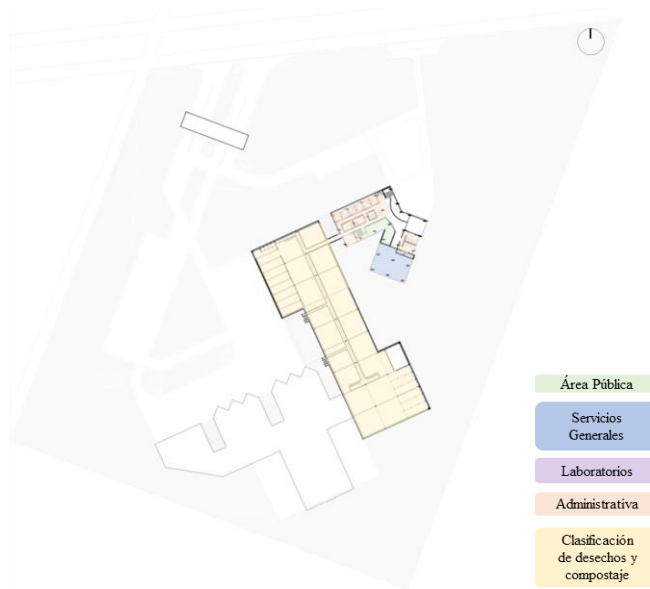 Área Pública
Servicios
Generales
Laboratorios
Administrativa
Clasificación
de desechos y
compostaje